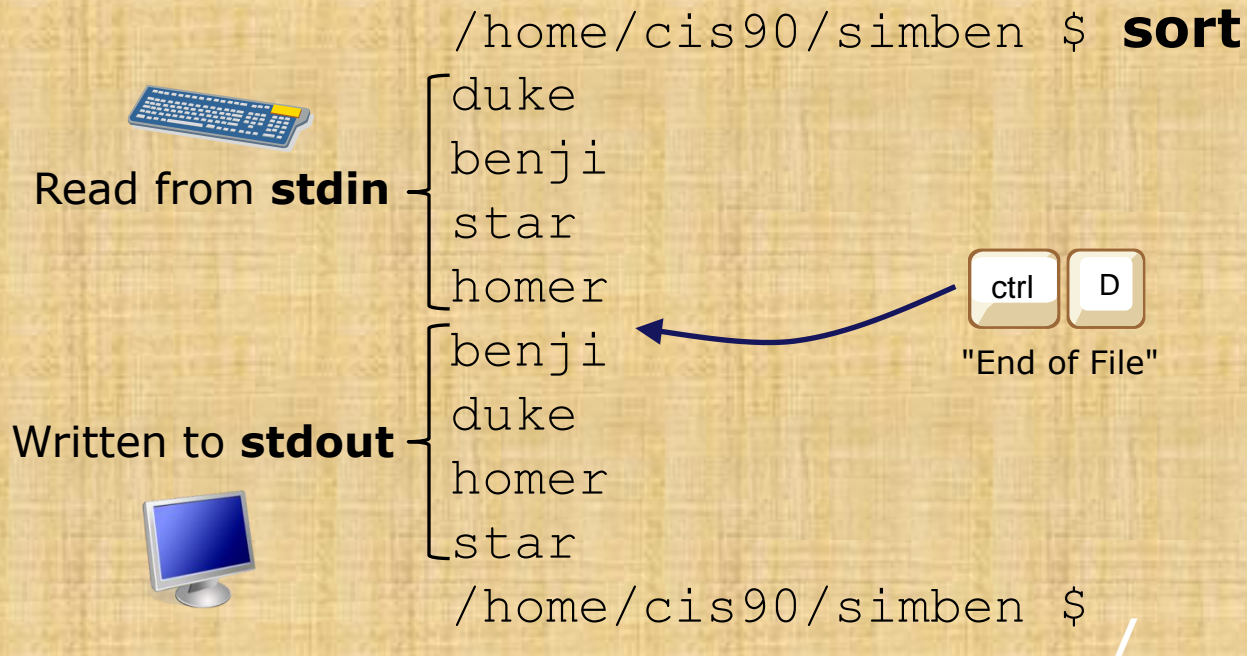 /home/cis90/simben $ sort
duke
benji
Read from stdin
star
homer
ctrl D
"End of File"
benji
duke
Written to stdout
homer
star
/home/cis90/simben $
/